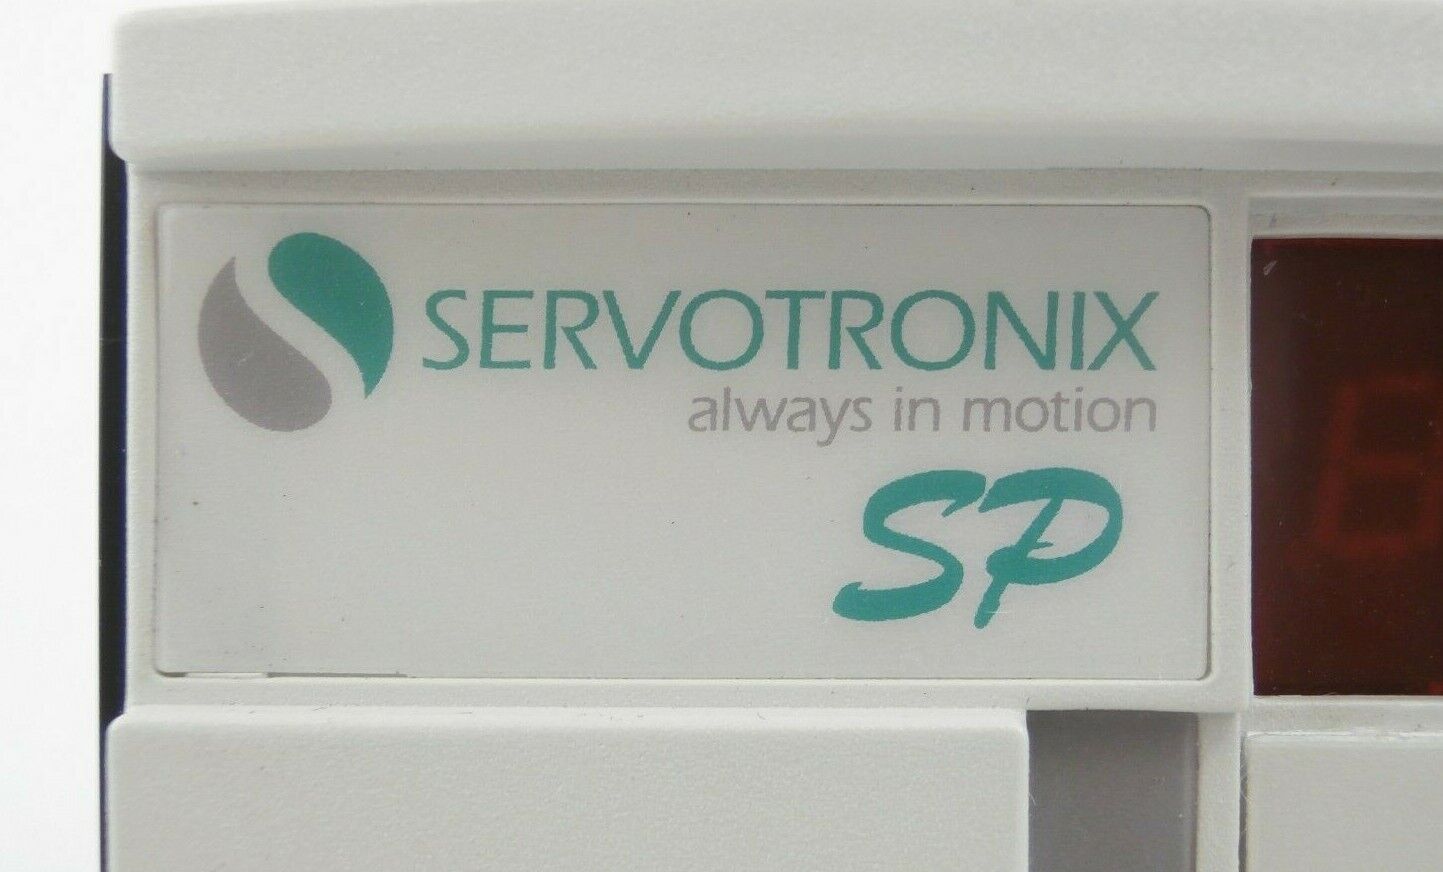 SERVOTRONIX
always in motion
SP